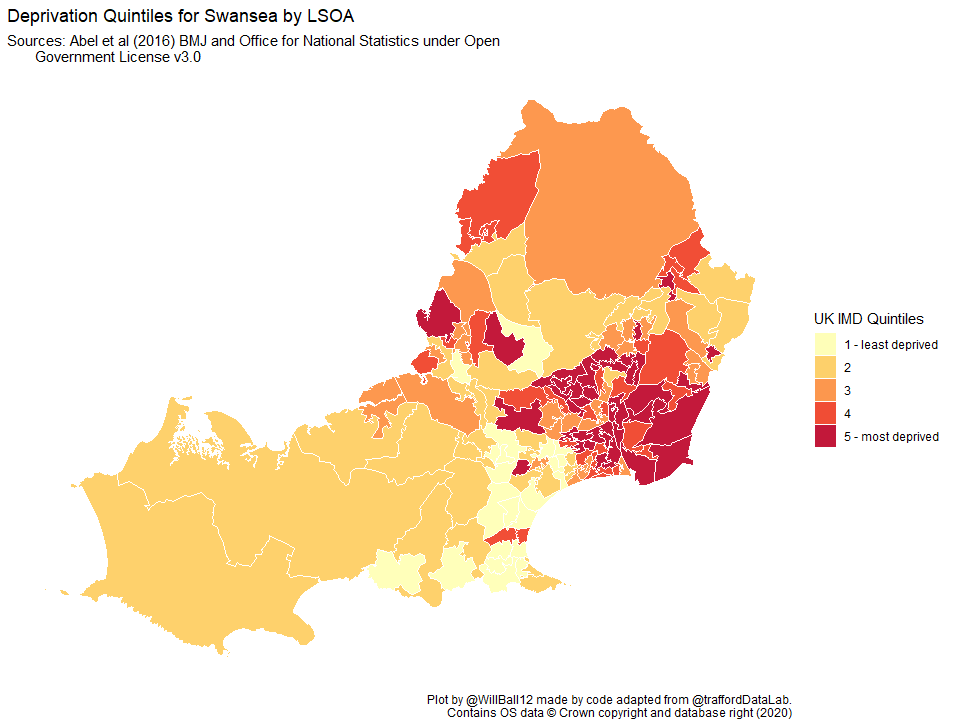 Deprivation Quintiles for Swansea by LSOA
Sources: Abel et al (2016) BMJ and Office for National Statistics under Open
Government License v3.0
UK IMD Quintiles
1 - least deprived
2
3
4
5 - most deprived
Plot by @WillBall12 made by code adapted from @traffordDataLab.
Contains OS data © Crown copyright and database right (2020)